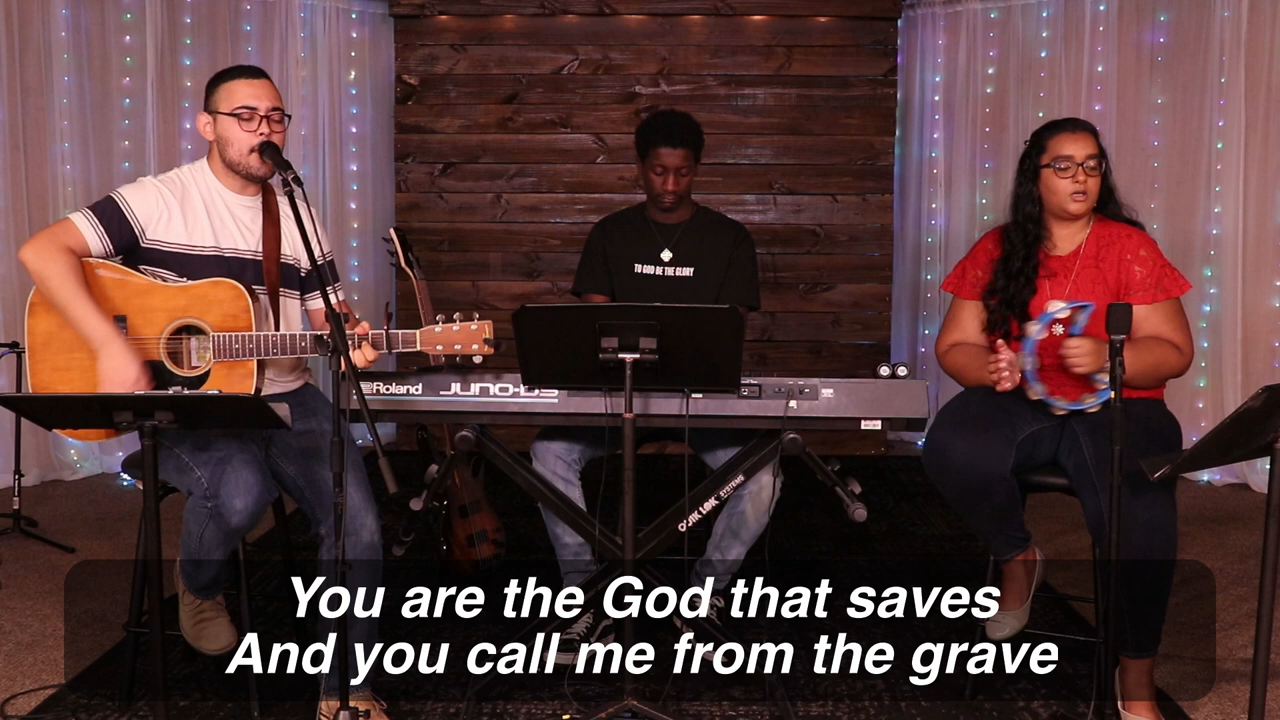 TO GOD BE THE GLORY
Roland JUNO-DS
QUIK LOK SYSTEMS
You are the God that saves
And you call me from the grave